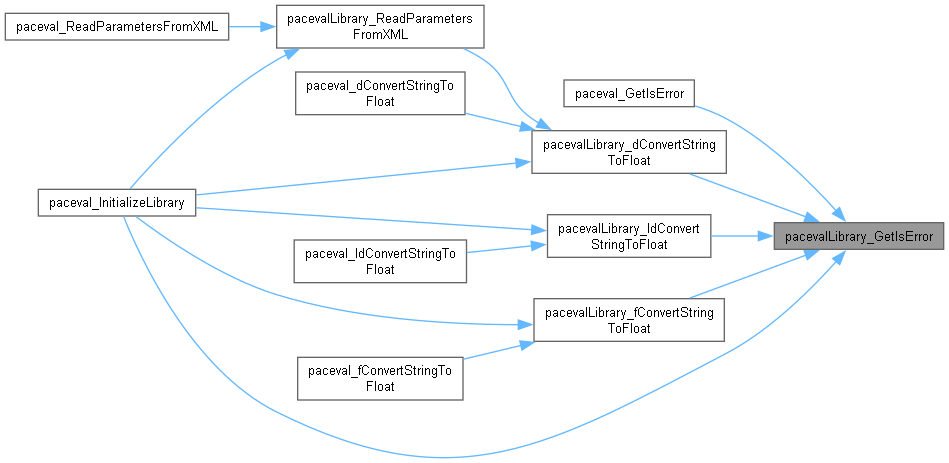 paceval_ReadParametersFromXML
pacevalLibrary_ReadParameters
FromXML
paceval_dConvertStringTo
Float
paceval_GetIsError
pacevalLibrary_dConvertString
ToFloat
paceval_InitializeLibrary
pacevalLibrary_ldConvert
StringToFloat
pacevalLibrary_GetIsError
paceval_ldConvertStringTo
Float
pacevalLibrary_fConvertString
ToFloat
paceval_fConvertStringTo
Float